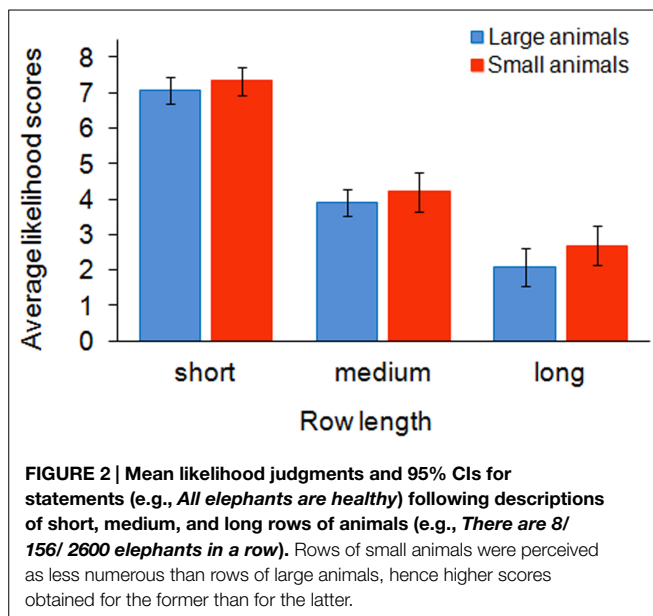 Large animals
Small animals
8
7
6
5
4
3
2
1
0
Average likelihood scores
short medium long
Row length
FIGURE 2 | Mean likelihood judgments and 95% CIs for
statements (e.g., All elephants are healthy) following descriptions
of short, medium, and long rows of animals (e.g., There are 8/
156/ 2600 elephants in a row). Rows of small animals were perceived
as less numerous than rows of large animals, hence higher scores
obtained for the former than for the latter.